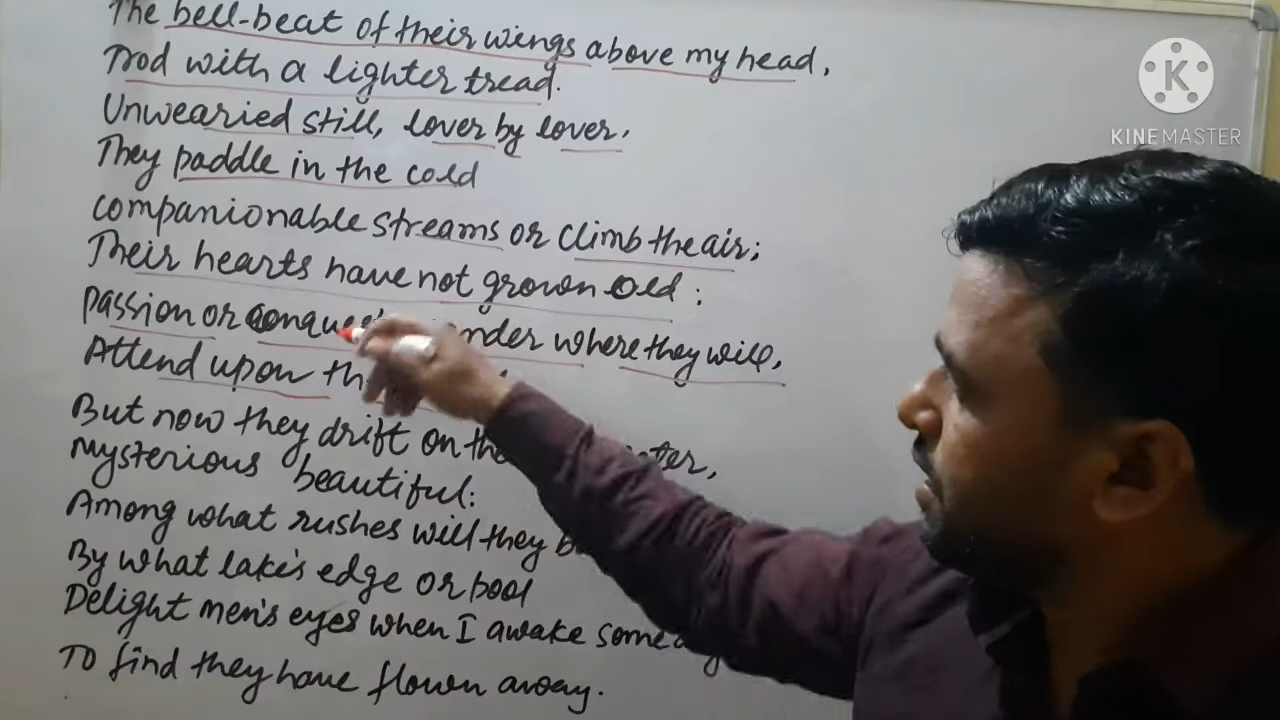 The bell-beat of their wings above my head,
Trod with a lighter tread.
Unwearied still, lover by lover,
They paddle in the cold
companionable streams or climb the air;
Their hearts have not grown old:
passion or where they will,
Attend upon
But now they drift on
Mysterious beautiful:
Among what rushes will they
By what lake's edge or pool
Delight men's eyes when I awake
To find they have flown away.
K
KINEMASTER